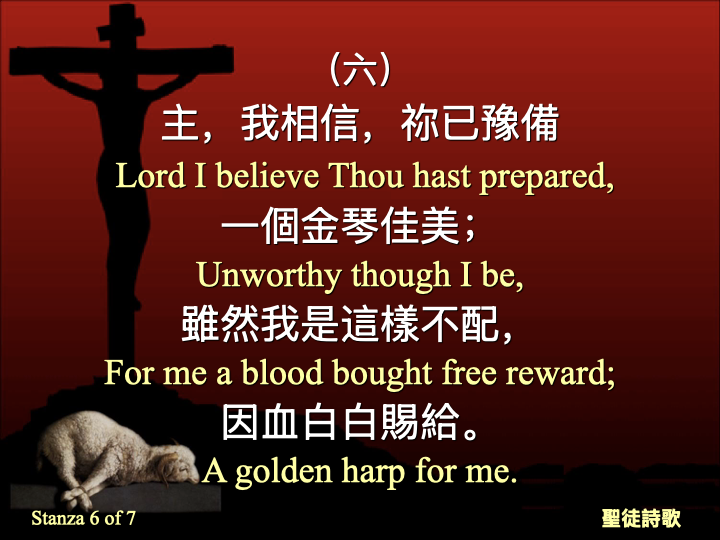 （六）
主，我相信，祢已豫備
Lord I believe Thou hast prepared,
一個金琴佳美；
Unworthy though I be,
雖然我是這樣不配，
For me a blood bought free reward;
因血白白賜給。
A golden harp for me.
Stanza 6 of 7
聖徒詩歌